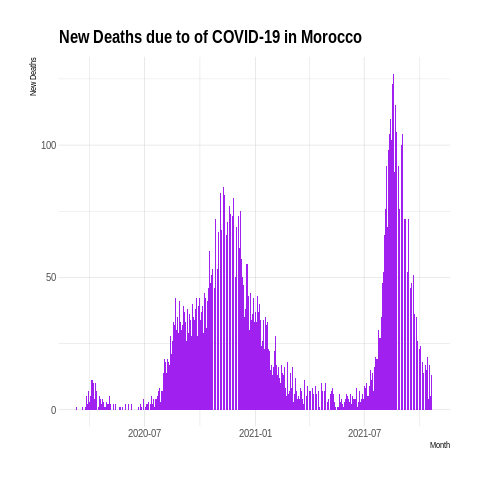 New Deaths due to of COVID-19 in Morocco
New Deaths
100
50
0
2020-07 2021-01 2021-07
Month